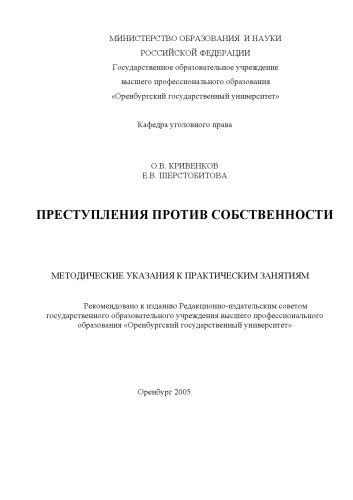 МИНИСТЕРСТВО ОБРАЗОВАНИЯ И НАУКИ
РОССИЙСКОЙ ФЕДЕРАЦИИ
Государственное образовательное учреждение
высшего профессионального образования
«Оренбургский государственный университет»
Кафедра уголовного права
О.В. КРИВЕНКОВ
Е.В. ШЕРСТОБИТОВА
ПРЕСТУПЛЕНИЯ ПРОТИВ СОБСТВЕННОСТИ
МЕТОДИЧЕСКИЕ УКАЗАНИЯ К ПРАКТИЧЕСКИМ ЗАНЯТИЯМ
Рекомендовано к изданию Редакционно-издательским советом
государственного образовательного учреждения высшего профессионального
образования «Оренбургский государственный университет»
Оренбург 2005